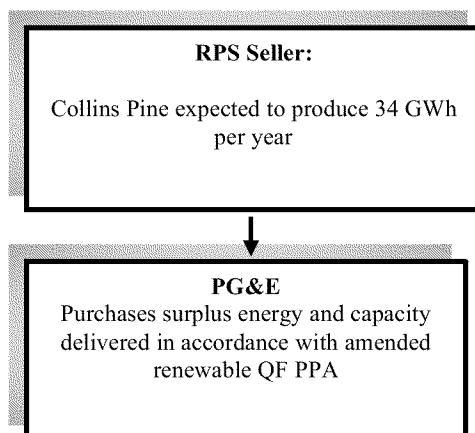 RPS Seller:
Collins Pine expected to produce 34 GWh
per year
PG&E
Purchases surplus energy and capacity
delivered in accordance with amended
renewable QF PPA